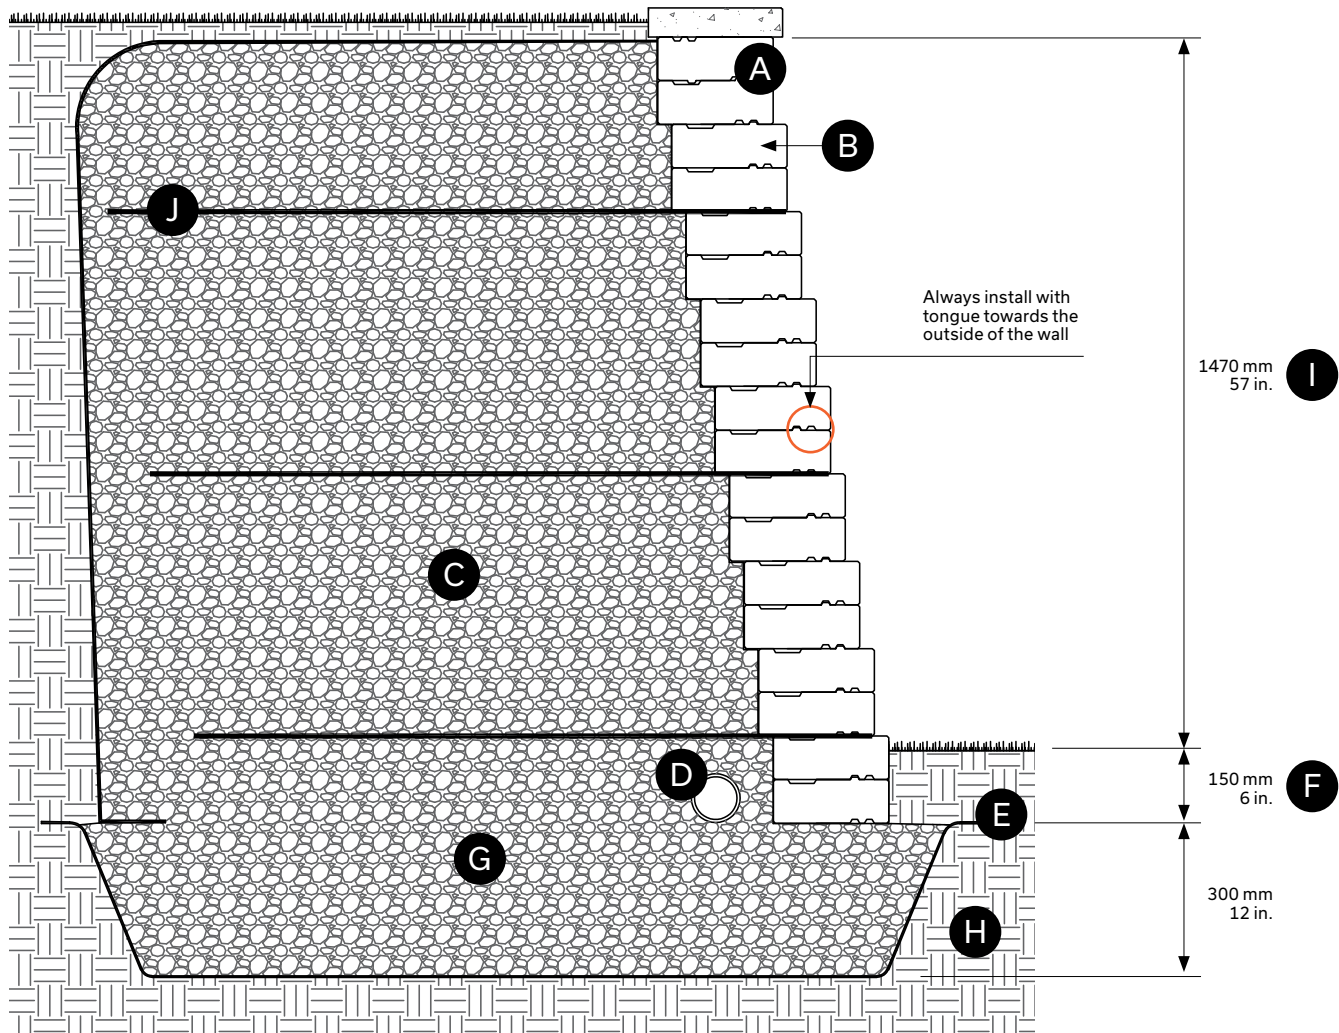 A
B
J
Always install with
tongue towards the
outside of the wall
1470 mm
57 in.
I
C
D
150 mm
6 in.
F
E
G
300 mm
12 in.
H